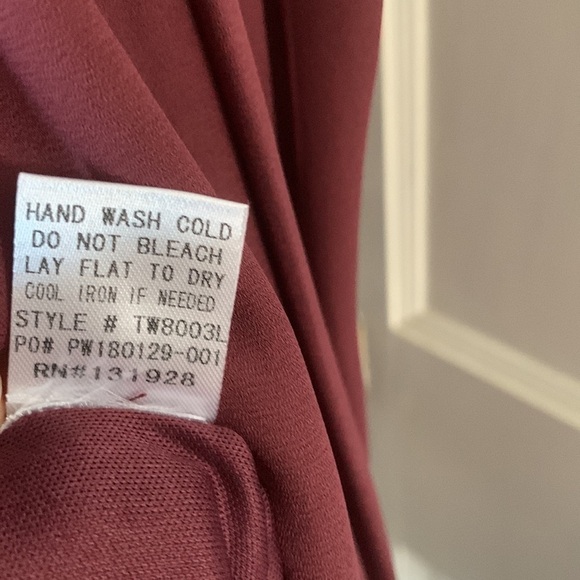 HAND WASH COLD
DO NOT BLEACH
LAY FLAT TO DRY
COOL IRON IF NEEDED
STYLE # TW8003L
PO# PW180129-001
RN#131928